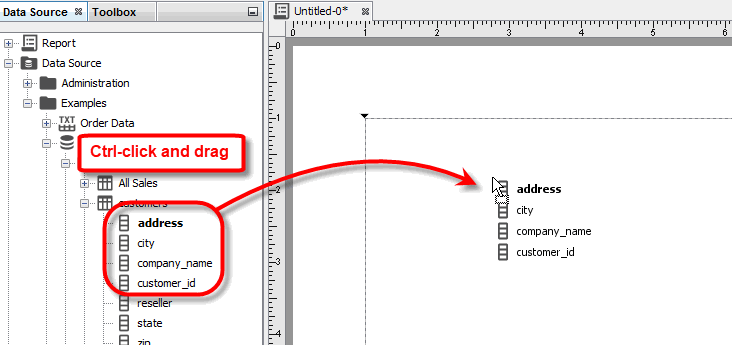 Data Source
Toolbox
Report
Data Source
Administration
Examples
TXT
Order Data
Ctrl-click and drag
All Sales
customers
address
city
company_name
customer_id
reseller
state
zip
Untitled-0*
0 1 2 3 4 5 6
0
1
2
3
4
address
city
company_name
customer_id